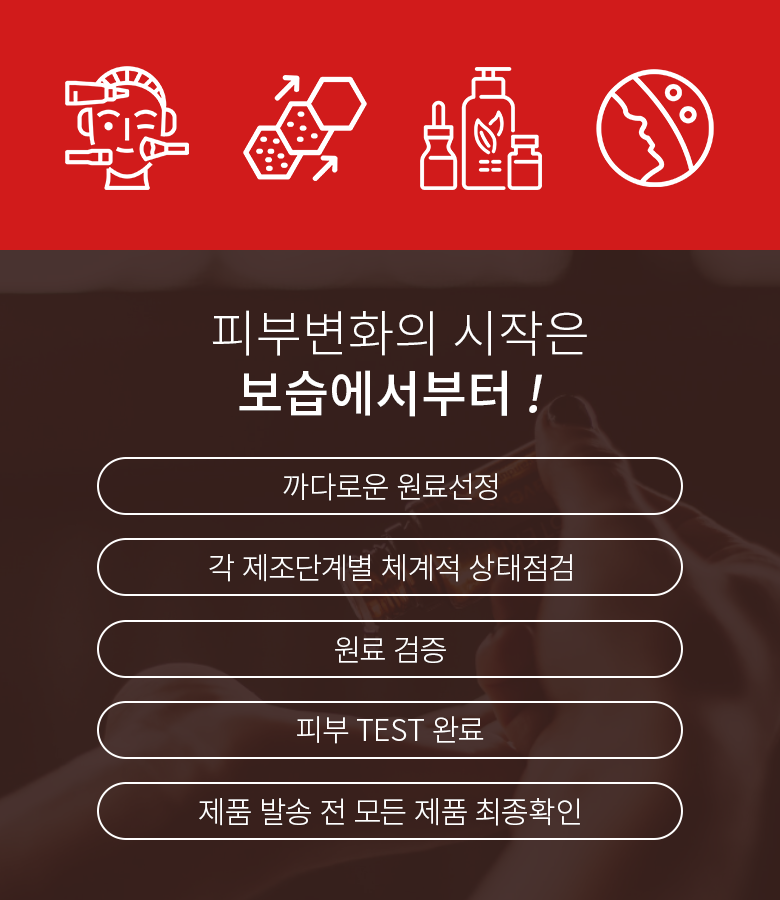 피부변화의 시작은
보습에서부터 !
까다로운 원료선정
각 제조단계별 체계적 상태점검
원료 검증
피부 TEST 완료
제품 발송 전 모든 제품 최종확인